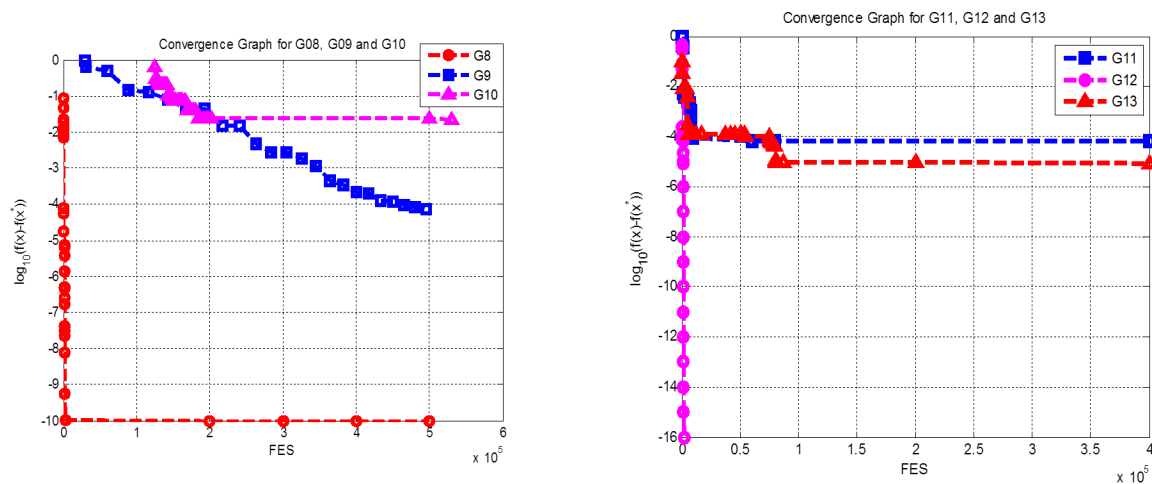 Convergence Graph for G08, G09 and G10
G8
G9
G10
log10(f(x)-f(x*))
0
-1
-2
-3
-4
-5
-6
-7
-8
-9
-10
0
1
2
3
4
5
6
FES
x 10^5
Convergence Graph for G11, G12 and G13
G11
G12
G13
log10(f(x)-f(x*))
0
-2
-4
-6
-8
-10
-12
-14
-16
0
0.5
1
1.5
2
2.5
3
3.5
4
FES
x 10^5